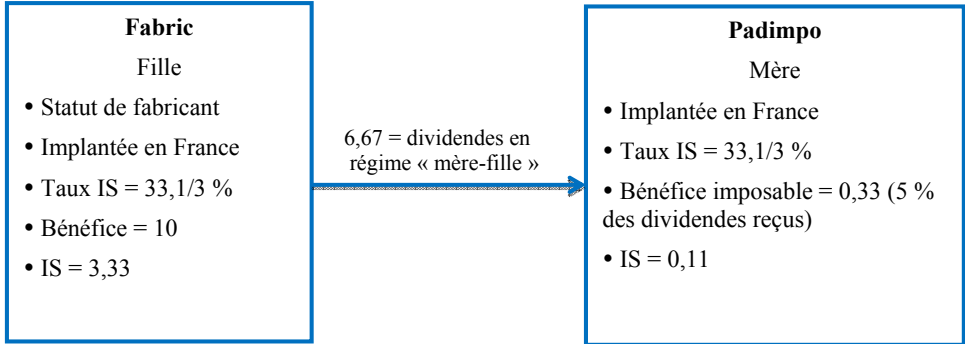 Fabric
Fille
• Statut de fabricant
• Implantée en France
• Taux IS = 33,1/3 %
• Bénéfice = 10
• IS = 3,33
6,67 = dividendes en
régime « mère-fille »
Padimpo
Mère
• Implantée en France
• Taux IS = 33,1/3 %
• Bénéfice imposable = 0,33 (5 %
des dividendes reçus)
• IS = 0,11